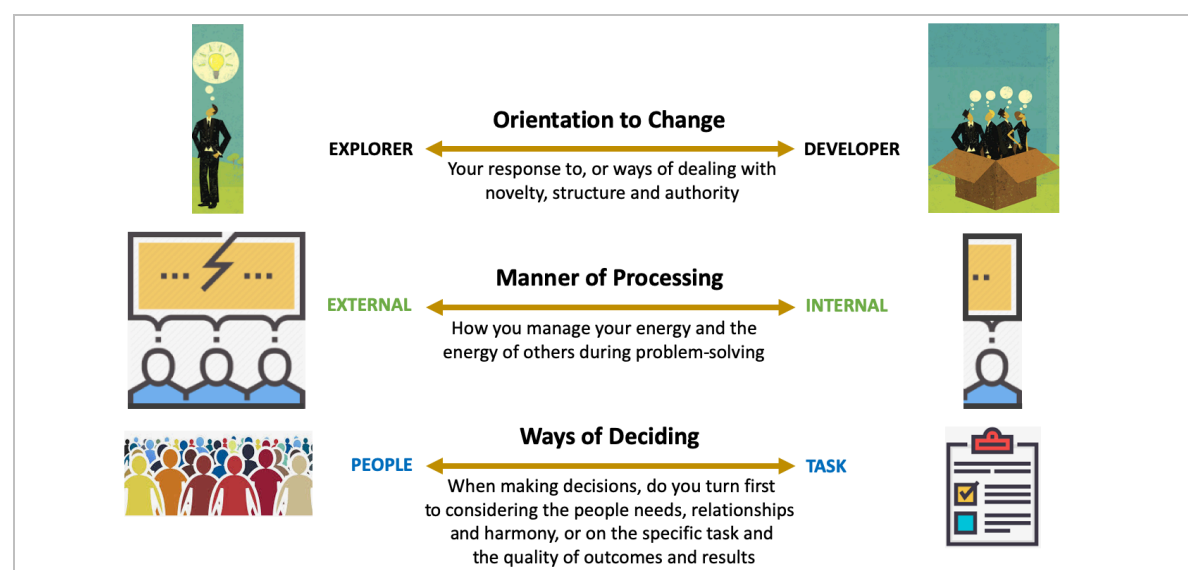 Orientation to Change
EXPLORER
DEVELOPER
Your response to, or ways of dealing with
novelty, structure and authority
Manner of Processing
EXTERNAL
INTERNAL
How you manage your energy and the
energy of others during problem-solving
Ways of Deciding
PEOPLE
TASK
When making decisions, do you turn first
to considering the people needs, relationships
and harmony, or on the specific task and
the quality of outcomes and results